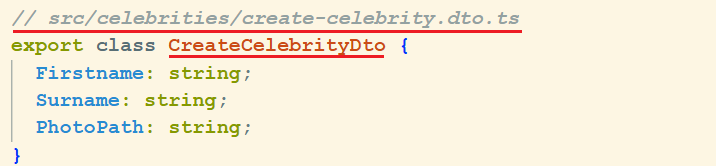 // src/celebrities/create-celebrity.dto.ts
export class CreateCelebrityDto {
  Firstname: string;
  Surname: string;
  PhotoPath: string;
}